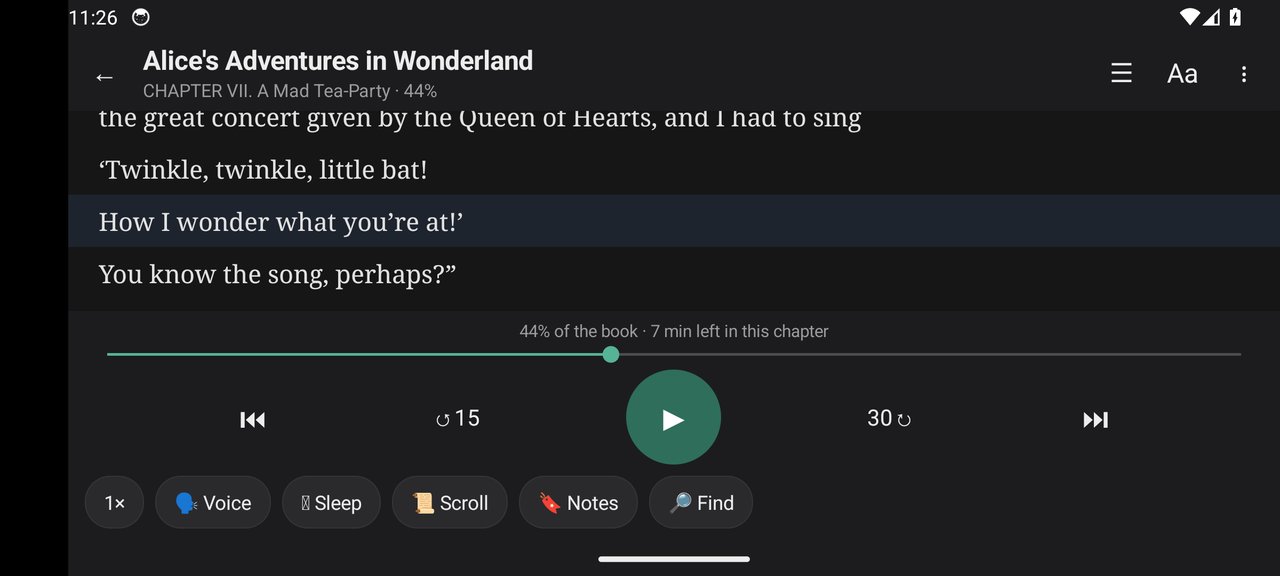 11:26
Alice's Adventures in Wonderland
CHAPTER VII. A Mad Tea-Party · 44%
Aa
the great concert given by the Queen of Hearts, and I had to sing
‘Twinkle, twinkle, little bat!
How I wonder what you’re at!’
You know the song, perhaps?”
44% of the book · 7 min left in this chapter
15
30
1×
Voice
Sleep
Scroll
Notes
Find